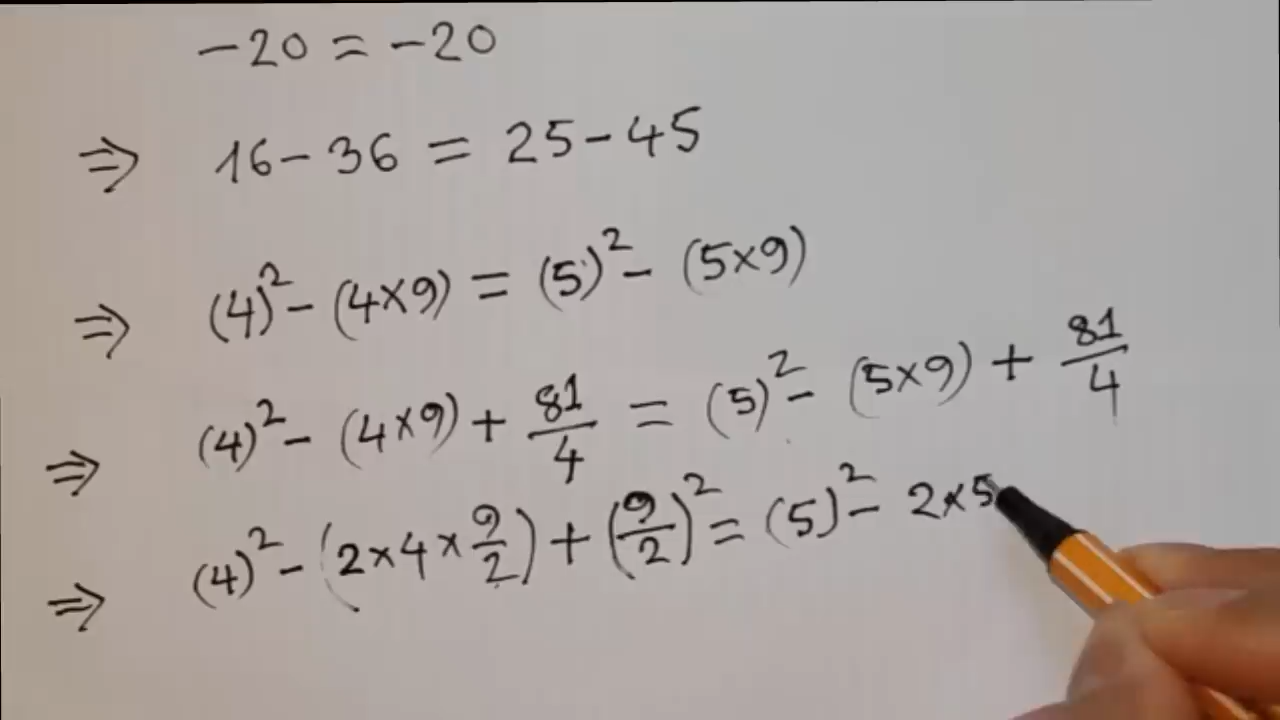 -20 = -20
⇒ 16 - 36 = 25 - 45
⇒ (4)² - (4×9) = (5)² - (5×9)
⇒ (4)² - (4×9) + 81/4 = (5)² - (5×9) + 81/4
⇒ (4)² - (2×4×9/2) + (9/2)² = (5)² - 2×5